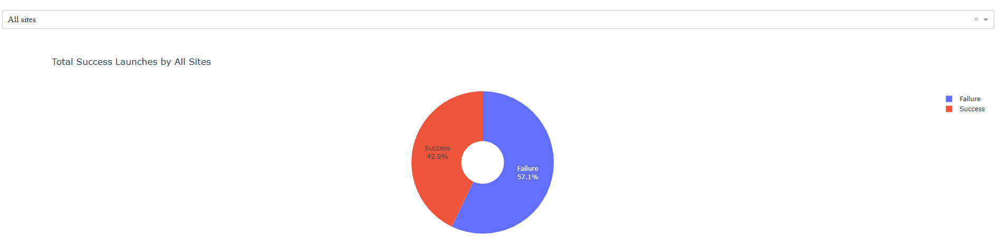 All sites
Total Success Launches by All Sites
Failure
Success
Success
42.9%
Failure
57.1%